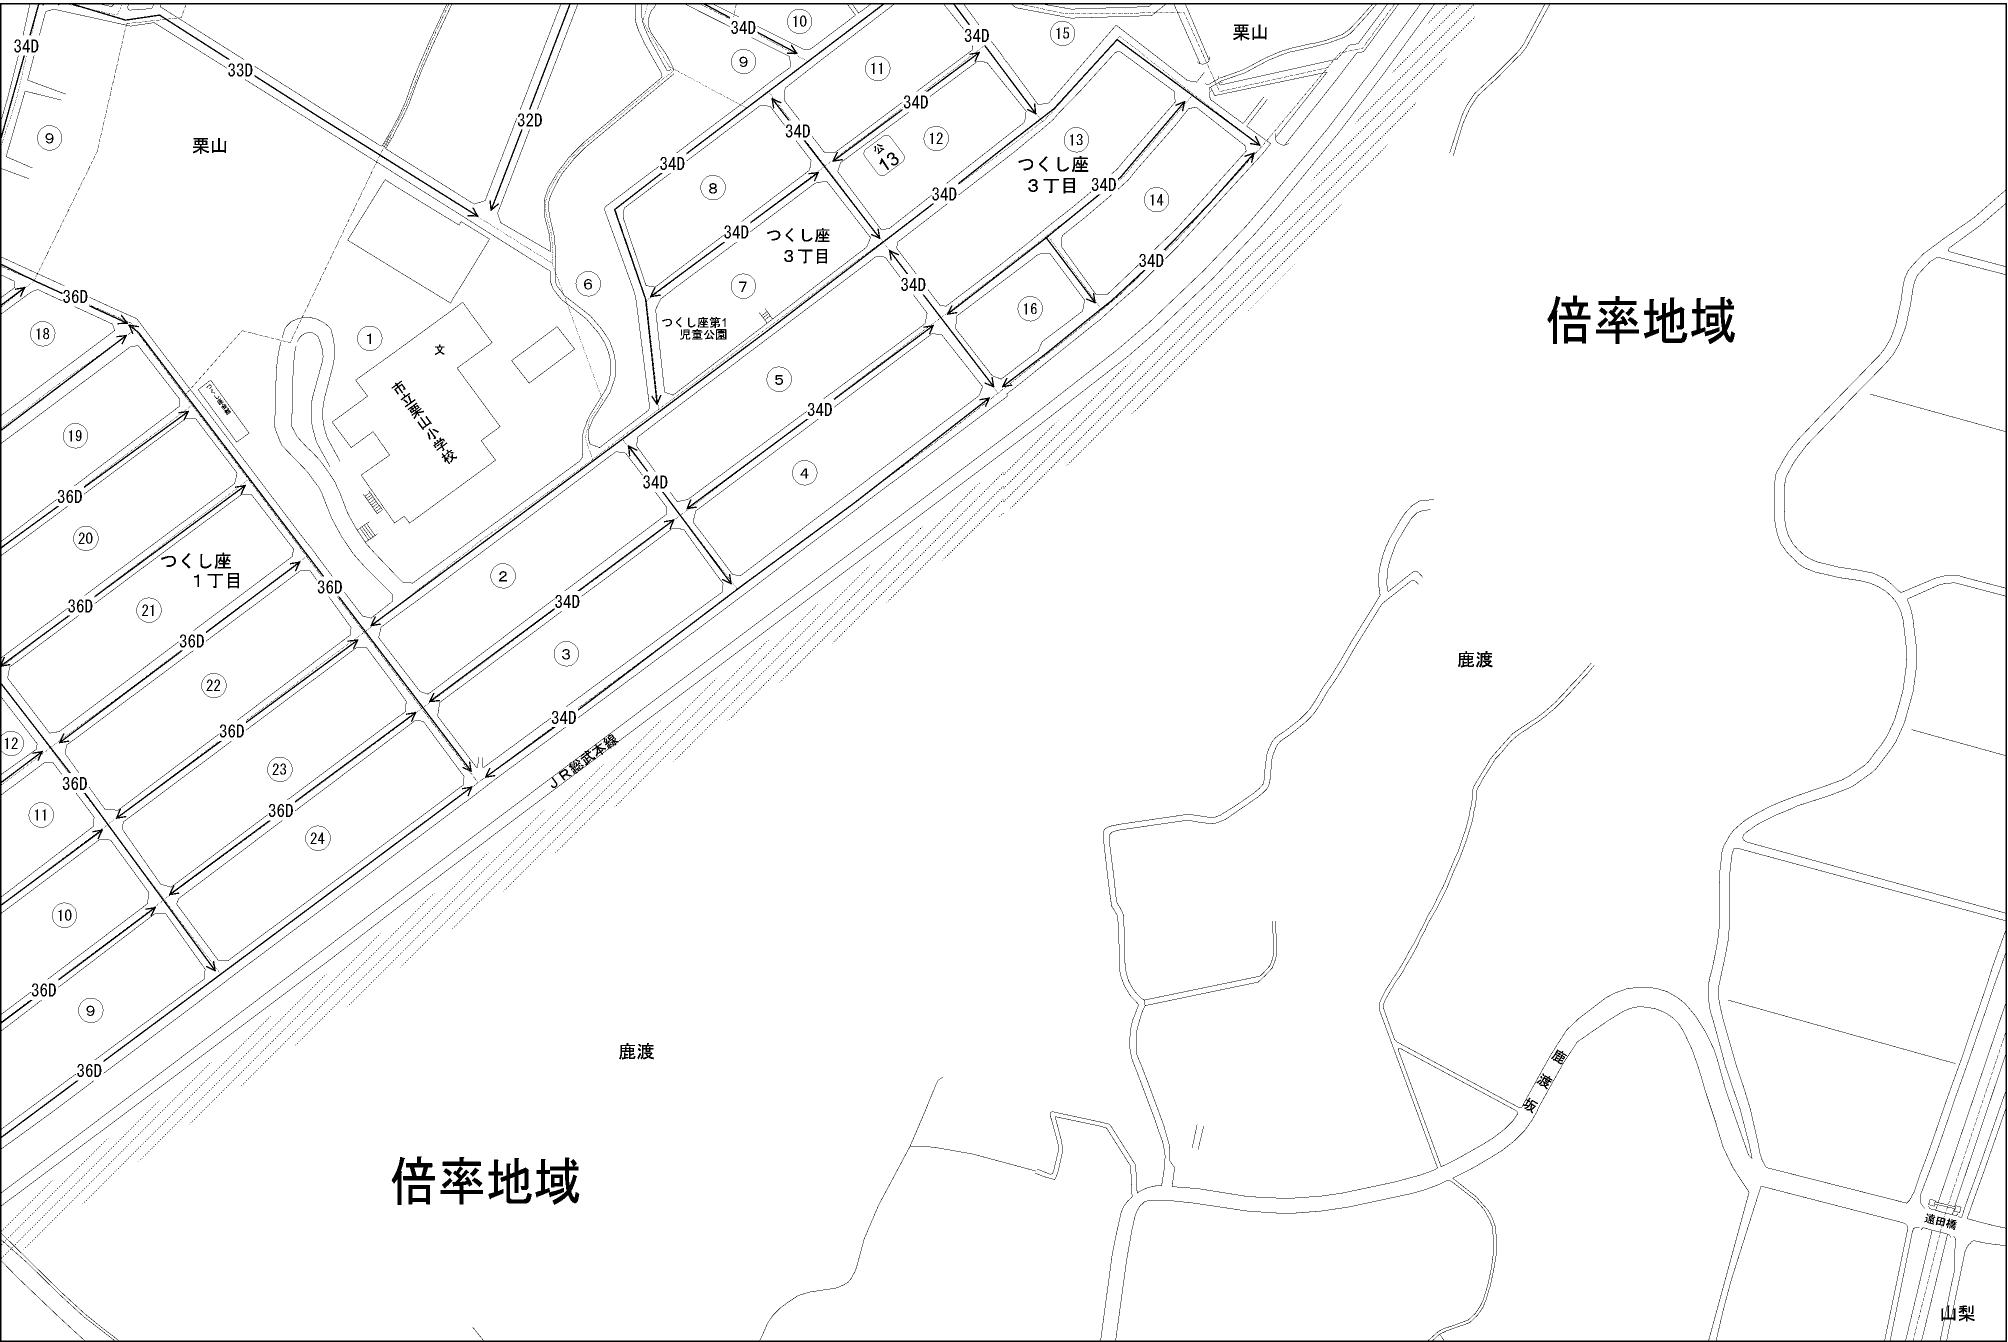 34D
33D
⑨
栗山
32D
34D
⑩
⑨
⑪
34D
⑮
栗山
34D
34D
公
13
⑫
⑬
つくし座
3丁目
34D
34D
⑧
34D
⑭
34D
つくし座
3丁目
34D
⑥
⑦
34D
⑯
つくし座第1
児童公園
36D
⑱
①
文
市立栗山小学校
⑤
34D
④
34D
⑲
36D
⑳
つくし座
1丁目
36D
㉑
36D
36D
②
34D
③
34D
㉒
36D
⑫
36D
㉓
36D
⑪
㉔
JR総武本線
⑩
36D
⑨
36D
倍率地域
鹿渡
鹿渡
倍率地域
鹿渡坂
遠田橋
山梨